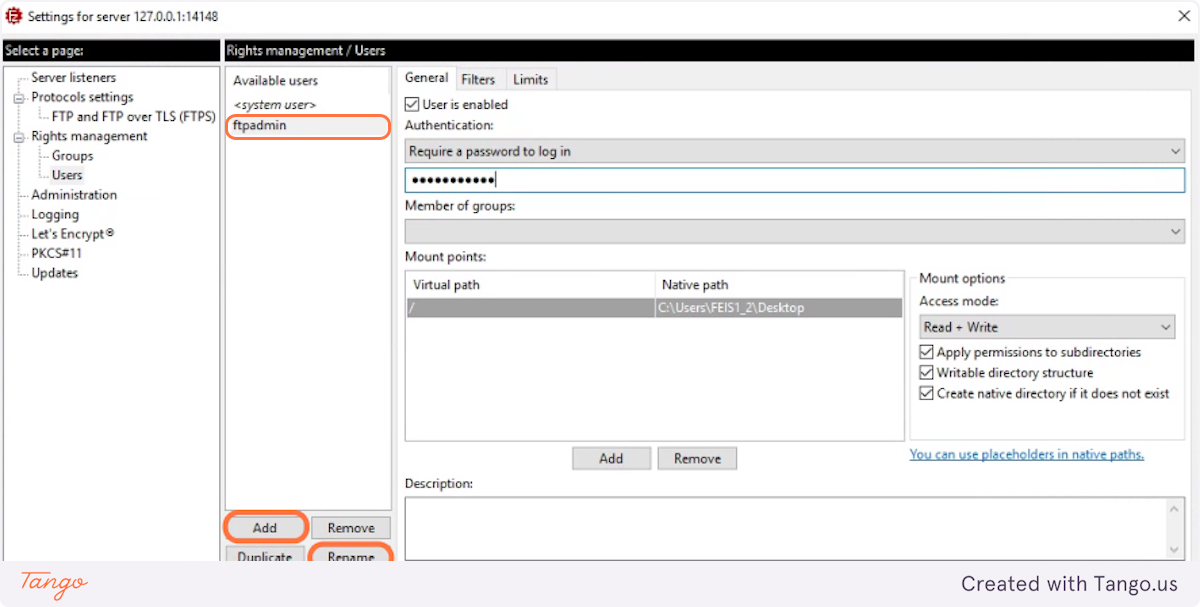 Settings for server 127.0.0.1:14148
Select a page:
Server listeners
Protocols settings
FTP and FTP over TLS (FTPS)
Rights management
Groups
Users
Administration
Logging
Let's Encrypt®
PKCS#11
Updates
Rights management / Users
Available users
<system user>
ftpadmin
Add
Remove
Duplicate
Rename
General Filters Limits
User is enabled
Authentication:
Require a password to log in
•••••••••••
Member of groups:
Mount points:
Virtual path Native path
/ C:\Users\FEIS1_2\Desktop
Add Remove
Mount options
Access mode:
Read + Write
Apply permissions to subdirectories
Writable directory structure
Create native directory if it does not exist
You can use placeholders in native paths.
Description:
Tango
Created with Tango.us